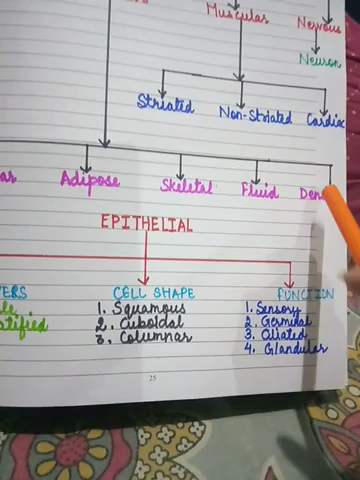 Muscular
Nervous
Neuron
Striated
Non-Striated
Cardiac
Adipose
Skeletal
Fluid
EPITHELIAL
CELL SHAPE
FUNCTION
1. Squamous
1. Sensory
2. Cuboidal
2. Germinal
3. Columnar
3. Ciliated
4. Glandular
25